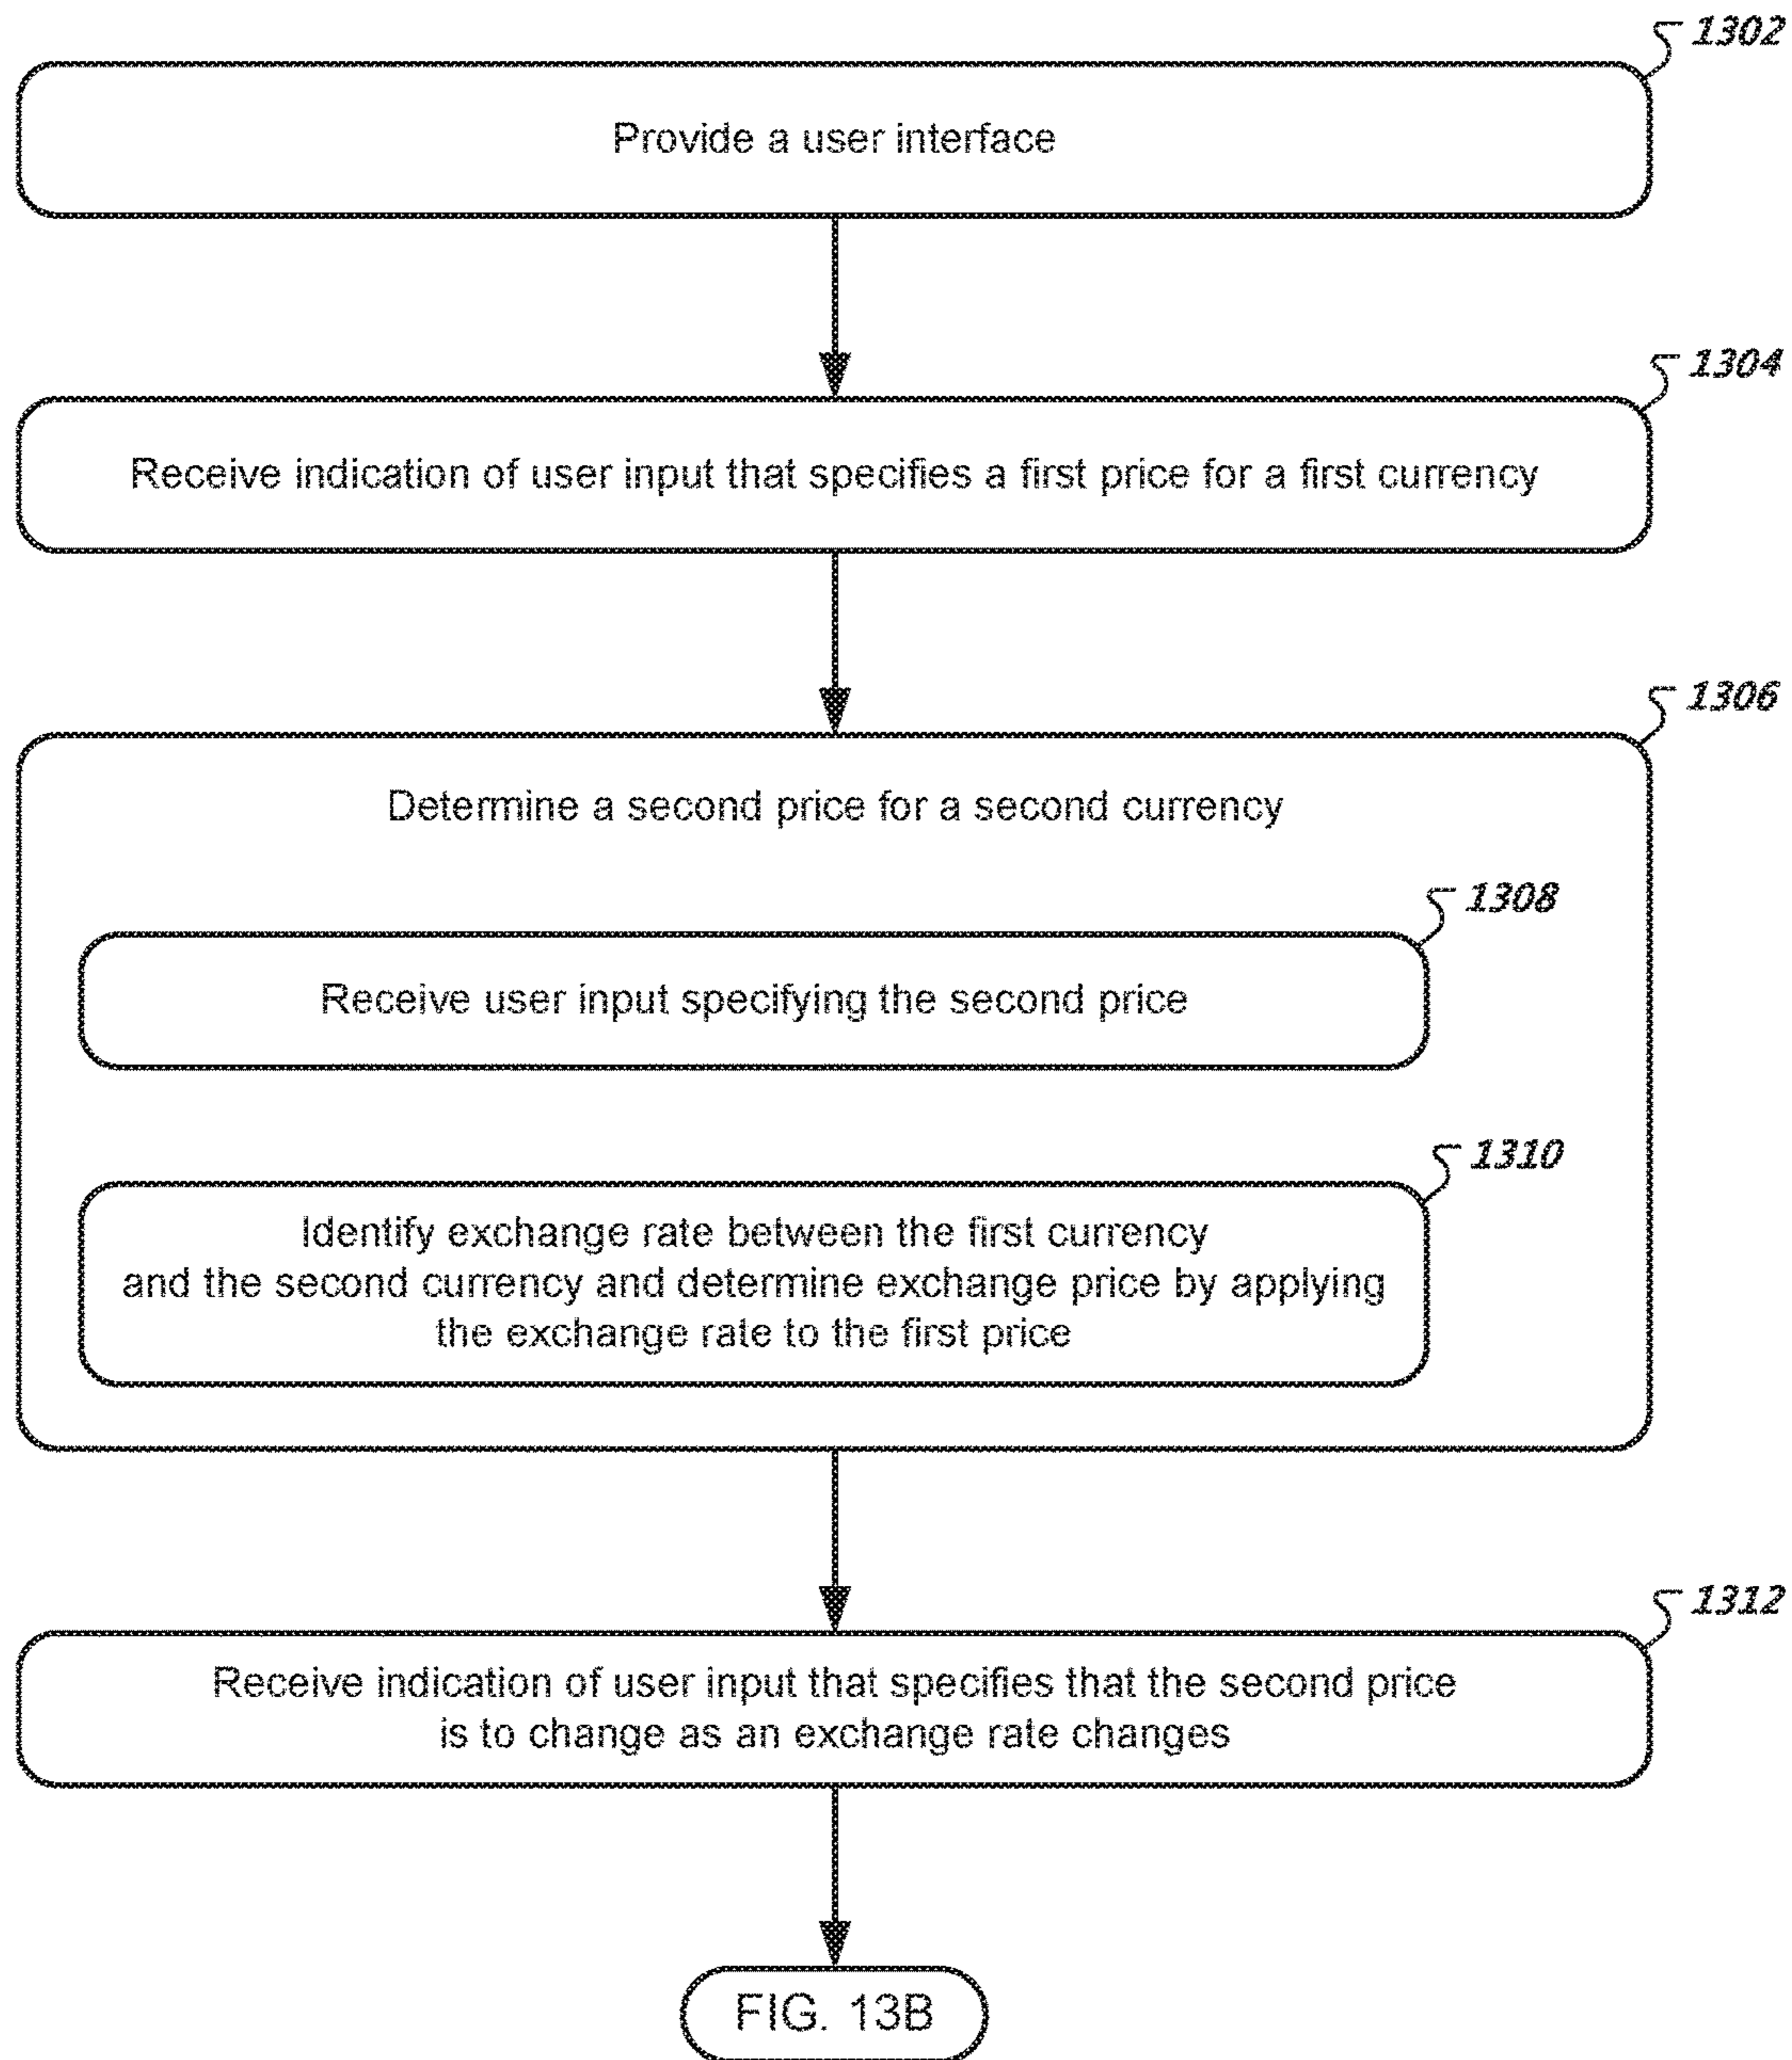 1302
Provide a user interface
1304
Receive indication of user input that specifies a first price for a first currency
1306
Determine a second price for a second currency
1308
Receive user input specifying the second price
1310
Identify exchange rate between the first currency
and the second currency and determine exchange price by applying
the exchange rate to the first price
1312
Receive indication of user input that specifies that the second price
is to change as an exchange rate changes
FIG. 13B